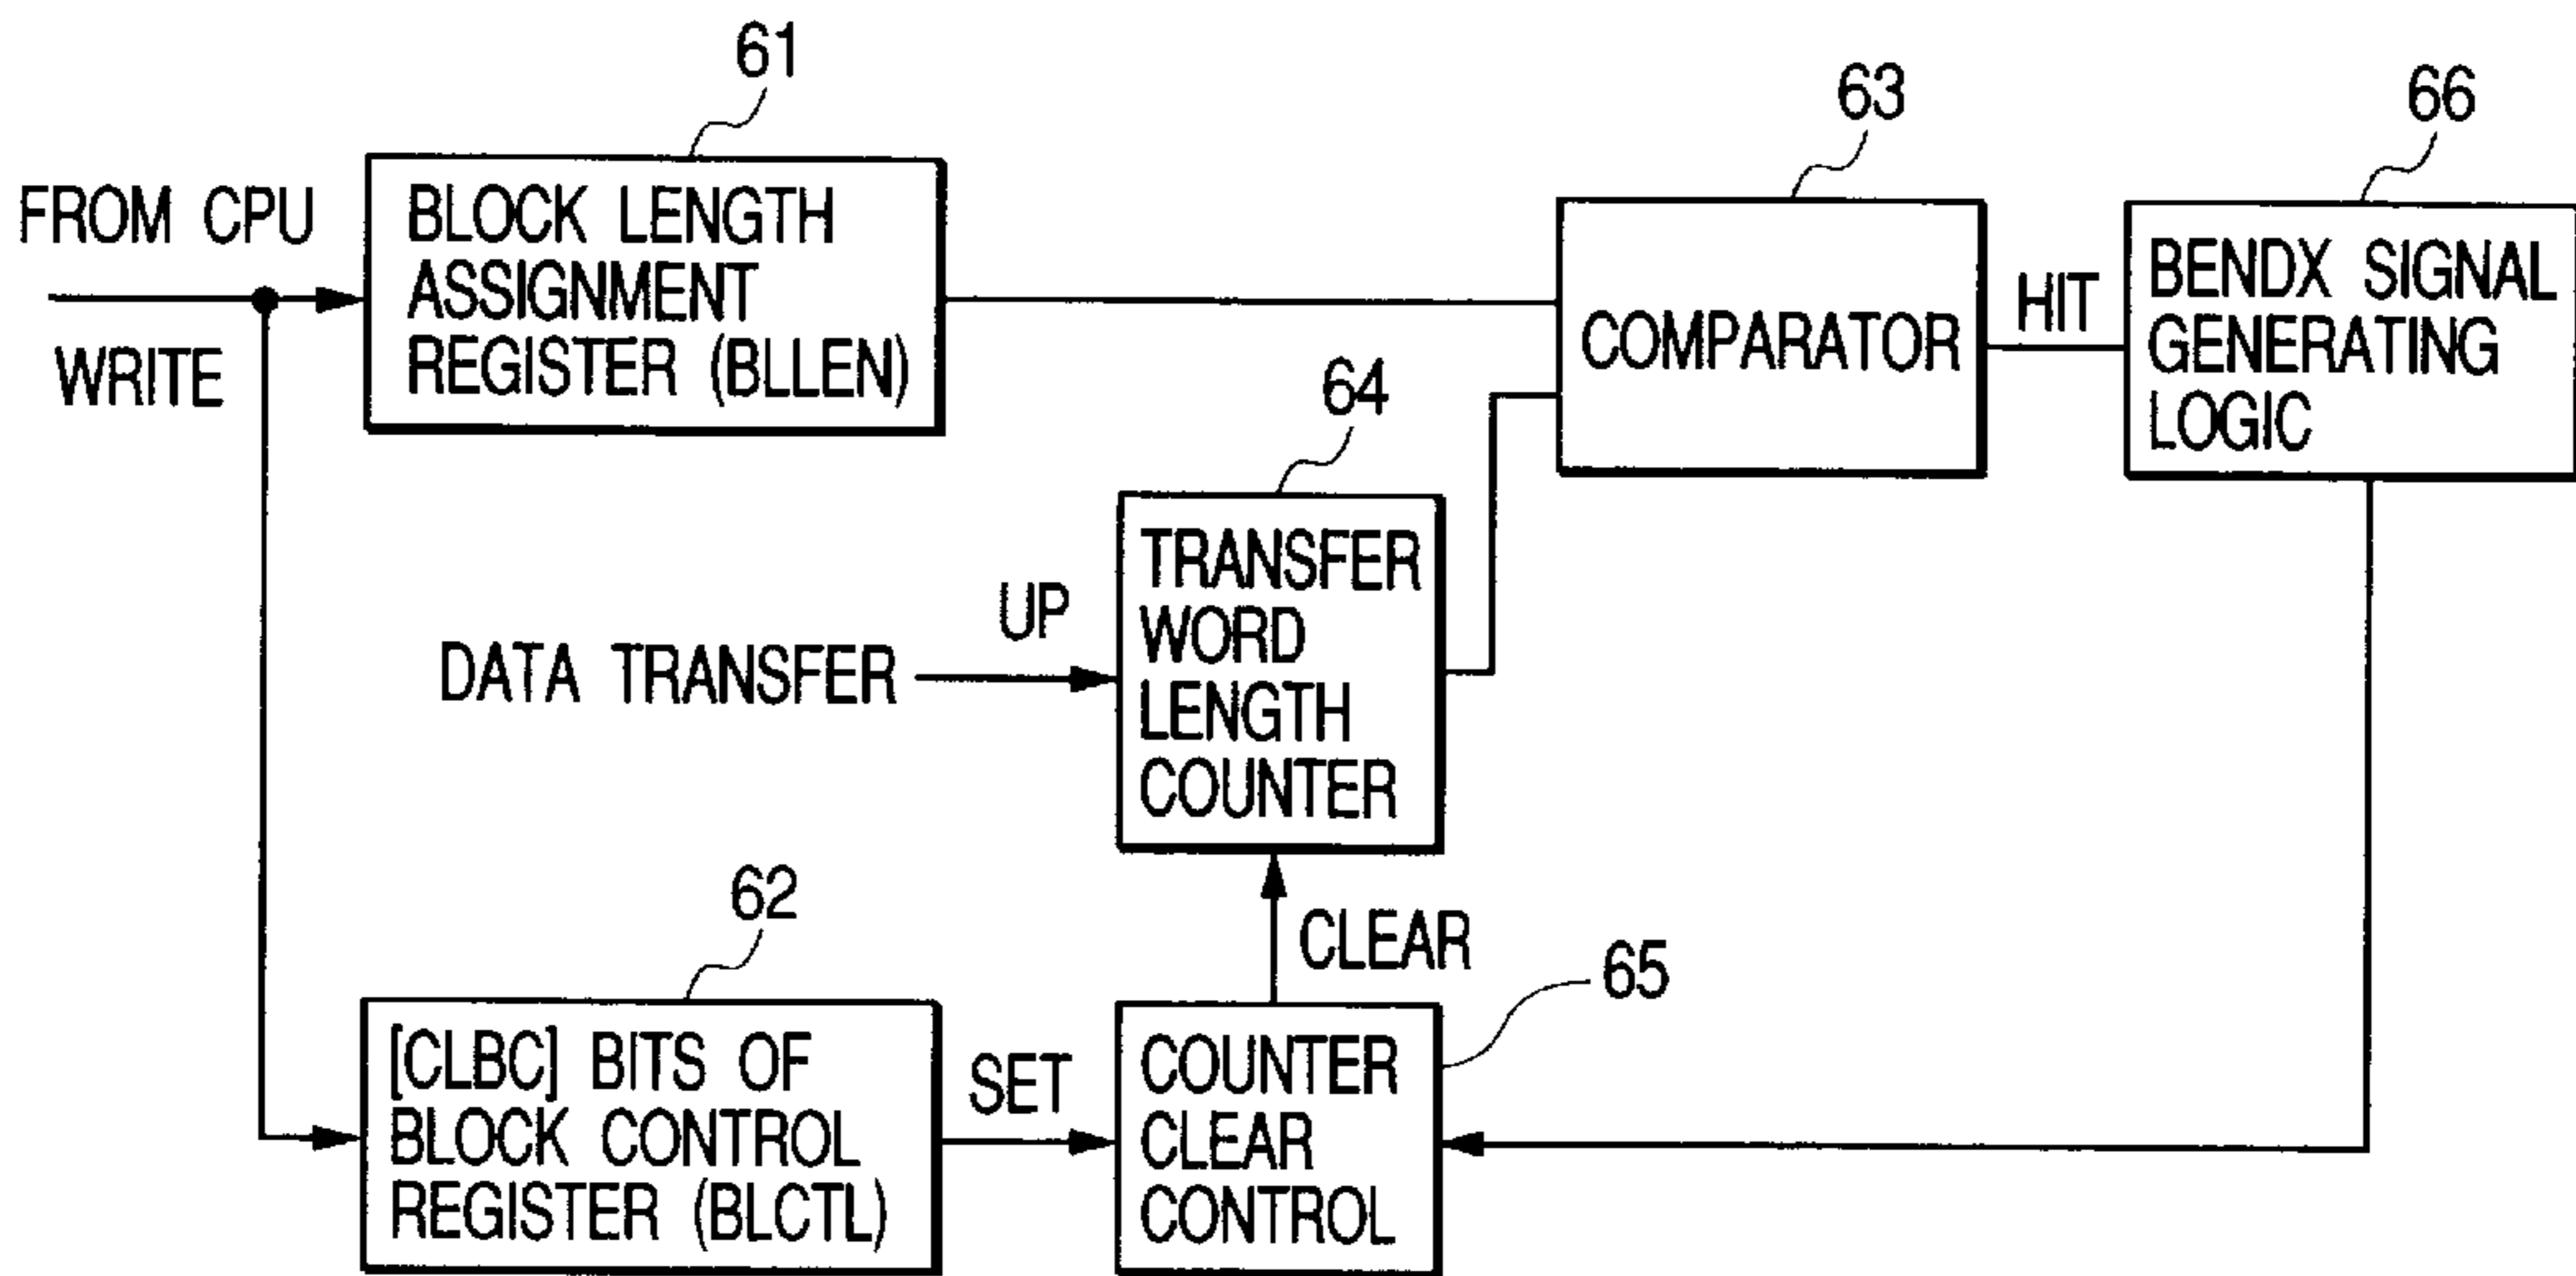 61
63
66
FROM CPU
WRITE
BLOCK LENGTH
ASSIGNMENT
REGISTER (BLLEN)
COMPARATOR
HIT
BENDX SIGNAL
GENERATING
LOGIC
64
DATA TRANSFER
UP
TRANSFER
WORD
LENGTH
COUNTER
62
CLEAR
65
[CLBC] BITS OF
BLOCK CONTROL
REGISTER (BLCTL)
SET
COUNTER
CLEAR
CONTROL